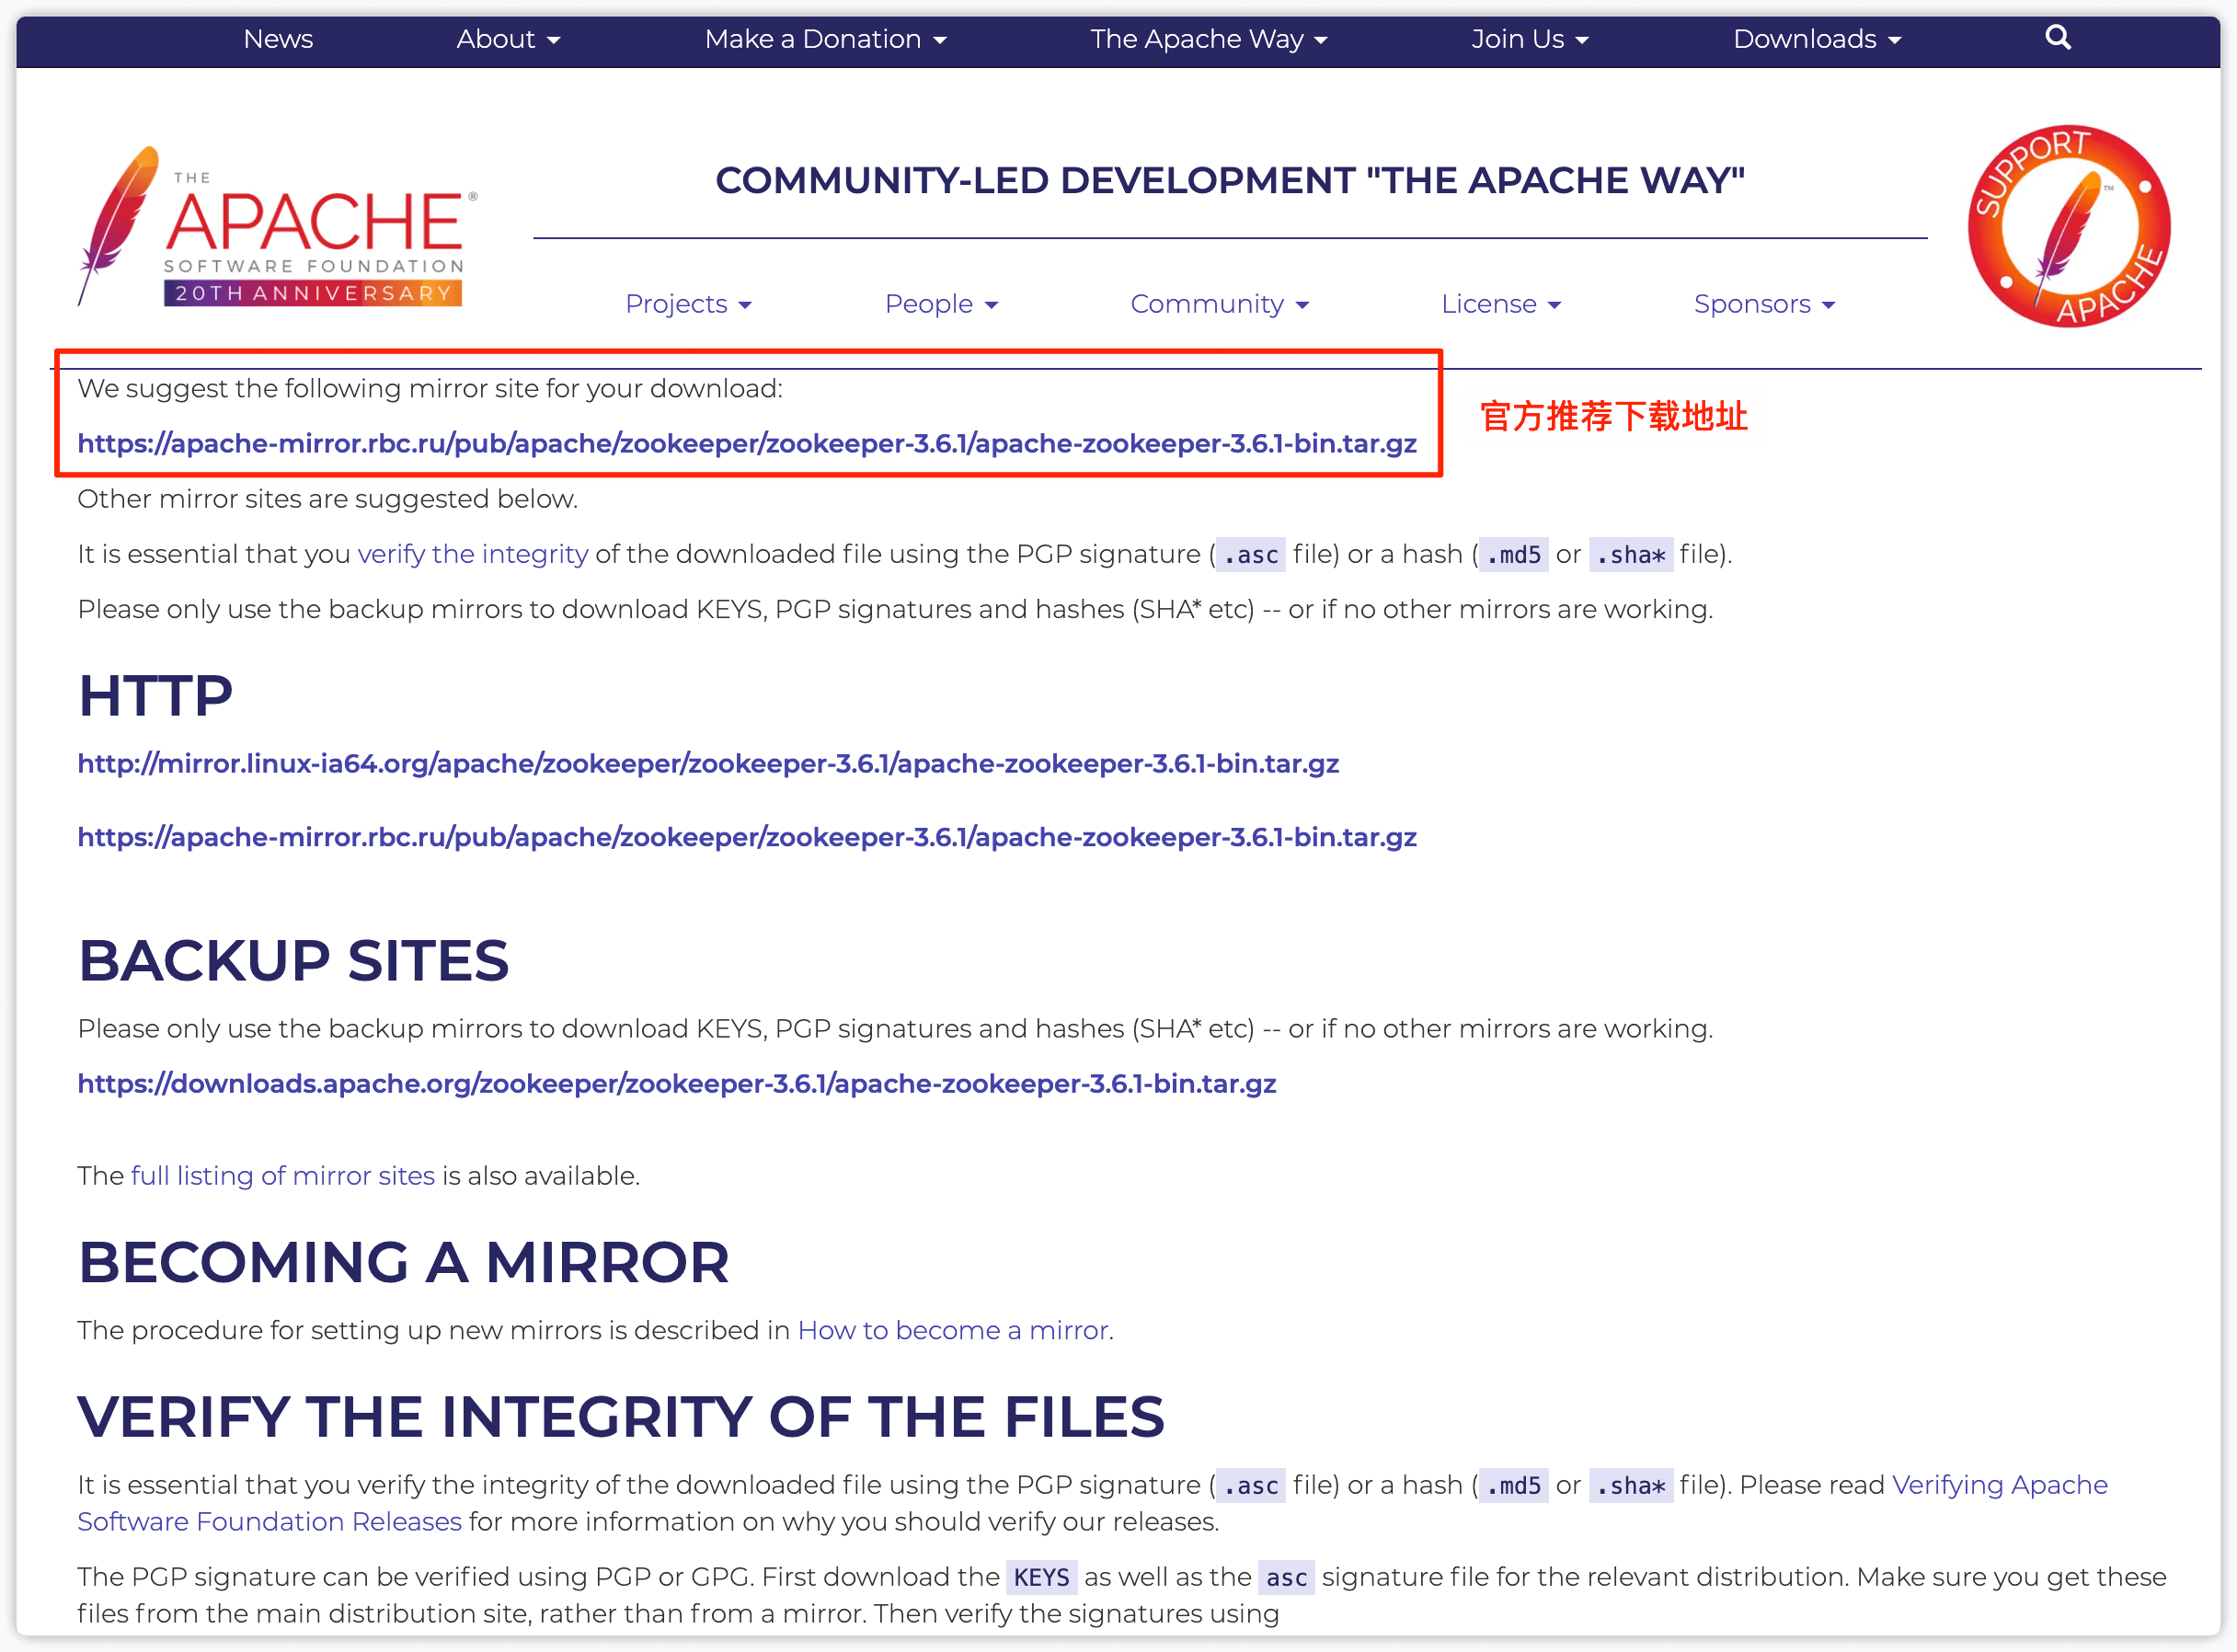 News About Make a Donation The Apache Way Join Us Downloads
THE
APACHE®
SOFTWARE FOUNDATION
20TH ANNIVERSARY
COMMUNITY-LED DEVELOPMENT "THE APACHE WAY"
SUPPORT
APACHE
™
Projects People Community License Sponsors
We suggest the following mirror site for your download:
https://apache-mirror.rbc.ru/pub/apache/zookeeper/zookeeper-3.6.1/apache-zookeeper-3.6.1-bin.tar.gz
官方推荐下载地址
Other mirror sites are suggested below.
It is essential that you verify the integrity of the downloaded file using the PGP signature (.asc file) or a hash (.md5 or .sha* file).
Please only use the backup mirrors to download KEYS, PGP signatures and hashes (SHA* etc) -- or if no other mirrors are working.
HTTP
http://mirror.linux-ia64.org/apache/zookeeper/zookeeper-3.6.1/apache-zookeeper-3.6.1-bin.tar.gz
https://apache-mirror.rbc.ru/pub/apache/zookeeper/zookeeper-3.6.1/apache-zookeeper-3.6.1-bin.tar.gz
BACKUP SITES
Please only use the backup mirrors to download KEYS, PGP signatures and hashes (SHA* etc) -- or if no other mirrors are working.
https://downloads.apache.org/zookeeper/zookeeper-3.6.1/apache-zookeeper-3.6.1-bin.tar.gz
The full listing of mirror sites is also available.
BECOMING A MIRROR
The procedure for setting up new mirrors is described in How to become a mirror.
VERIFY THE INTEGRITY OF THE FILES
It is essential that you verify the integrity of the downloaded file using the PGP signature (.asc file) or a hash (.md5 or .sha* file). Please read Verifying Apache
Software Foundation Releases for more information on why you should verify our releases.
The PGP signature can be verified using PGP or GPG. First download the KEYS as well as the asc signature file for the relevant distribution. Make sure you get these
files from the main distribution site, rather than from a mirror. Then verify the signatures using